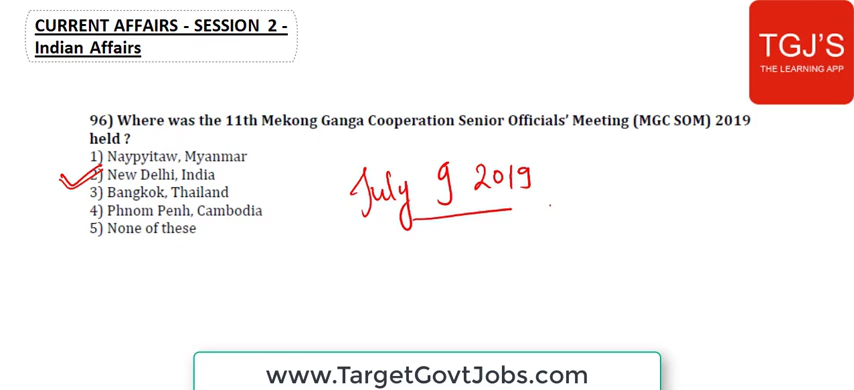 CURRENT AFFAIRS - SESSION 2 -
Indian Affairs
TGJ'S
THE LEARNING APP
96) Where was the 11th Mekong Ganga Cooperation Senior Officials' Meeting (MGC SOM) 2019
held ?
1) Naypyitaw, Myanmar
2) New Delhi, India
3) Bangkok, Thailand
4) Phnom Penh, Cambodia
5) None of these
July 9 2019
www.TargetGovtJobs.com